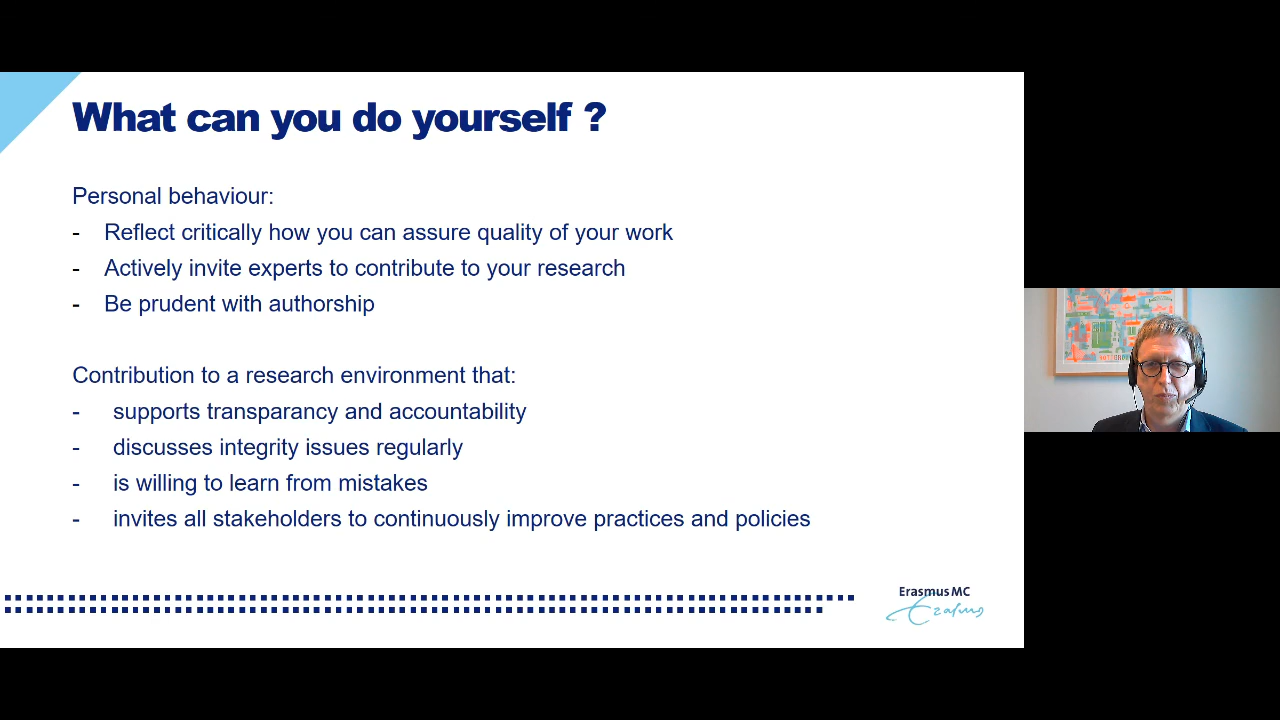 What can you do yourself ?
Personal behaviour:
- Reflect critically how you can assure quality of your work
- Actively invite experts to contribute to your research
- Be prudent with authorship
Contribution to a research environment that:
- supports transparancy and accountability
- discusses integrity issues regularly
- is willing to learn from mistakes
- invites all stakeholders to continuously improve practices and policies
Erasmus MC
Erasmus